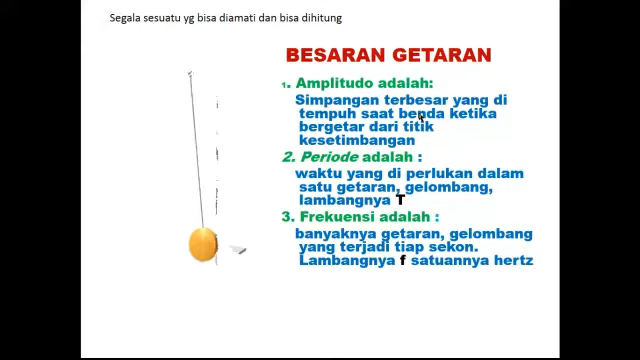 Segala sesuatu yg bisa diamati dan bisa dihitung
BESARAN GETARAN
1. Amplitudo adalah:
Simpangan terbesar yang di
tempuh saat benda ketika
bergetar dari titik
kesetimbangan
2. Periode adalah :
waktu yang di perlukan dalam
satu getaran, gelombang,
lambangnya T
3. Frekuensi adalah :
banyaknya getaran, gelombang
yang terjadi tiap sekon.
Lambangnya f satuannya hertz